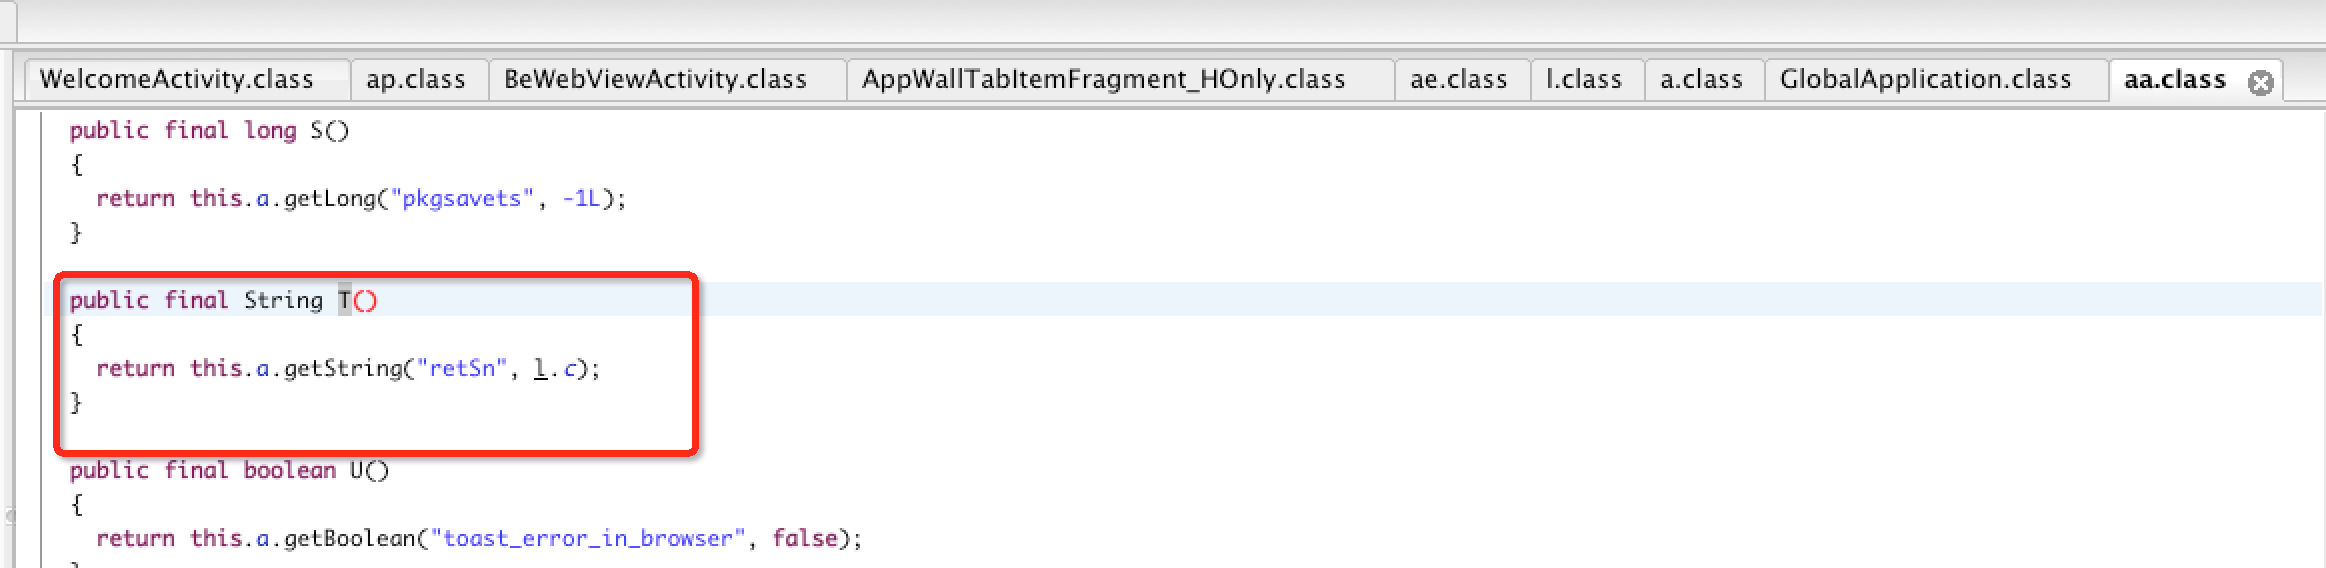 WelcomeActivity.class ap.class BeWebViewActivity.class AppWallTabItemFragment_HOnly.class ae.class l.class a.class GlobalApplication.class aa.class
public final long S()
{
return this.a.getLong("pkgsavets", -1L);
}
public final String T()
{
return this.a.getString("retSn", l.c);
}
public final boolean U()
{
return this.a.getBoolean("toast_error_in_browser", false);
}